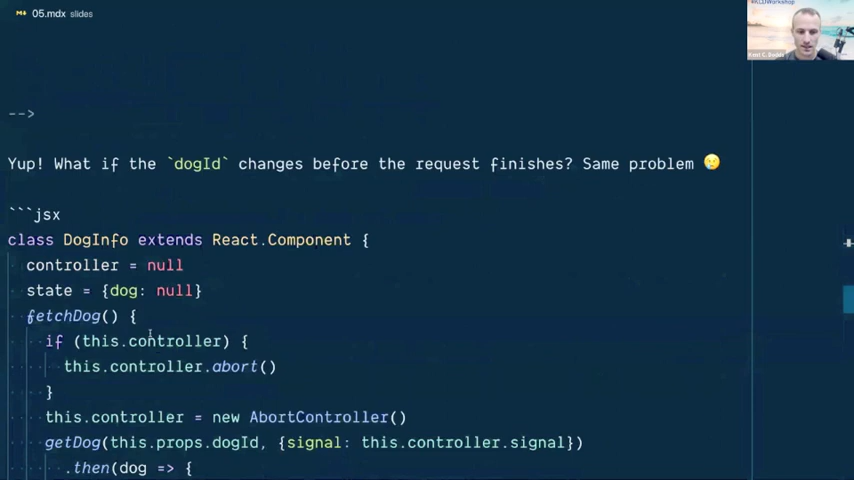 05.mdx slides
-->
Yup! What if the `dogId` changes before the request finishes? Same problem 😢
```jsx
class DogInfo extends React.Component {
controller = null
state = {dog: null}
fetchDog() {
if (this.controller) {
this.controller.abort()
}
this.controller = new AbortController()
getDog(this.props.dogId, {signal: this.controller.signal})
.then(dog => {